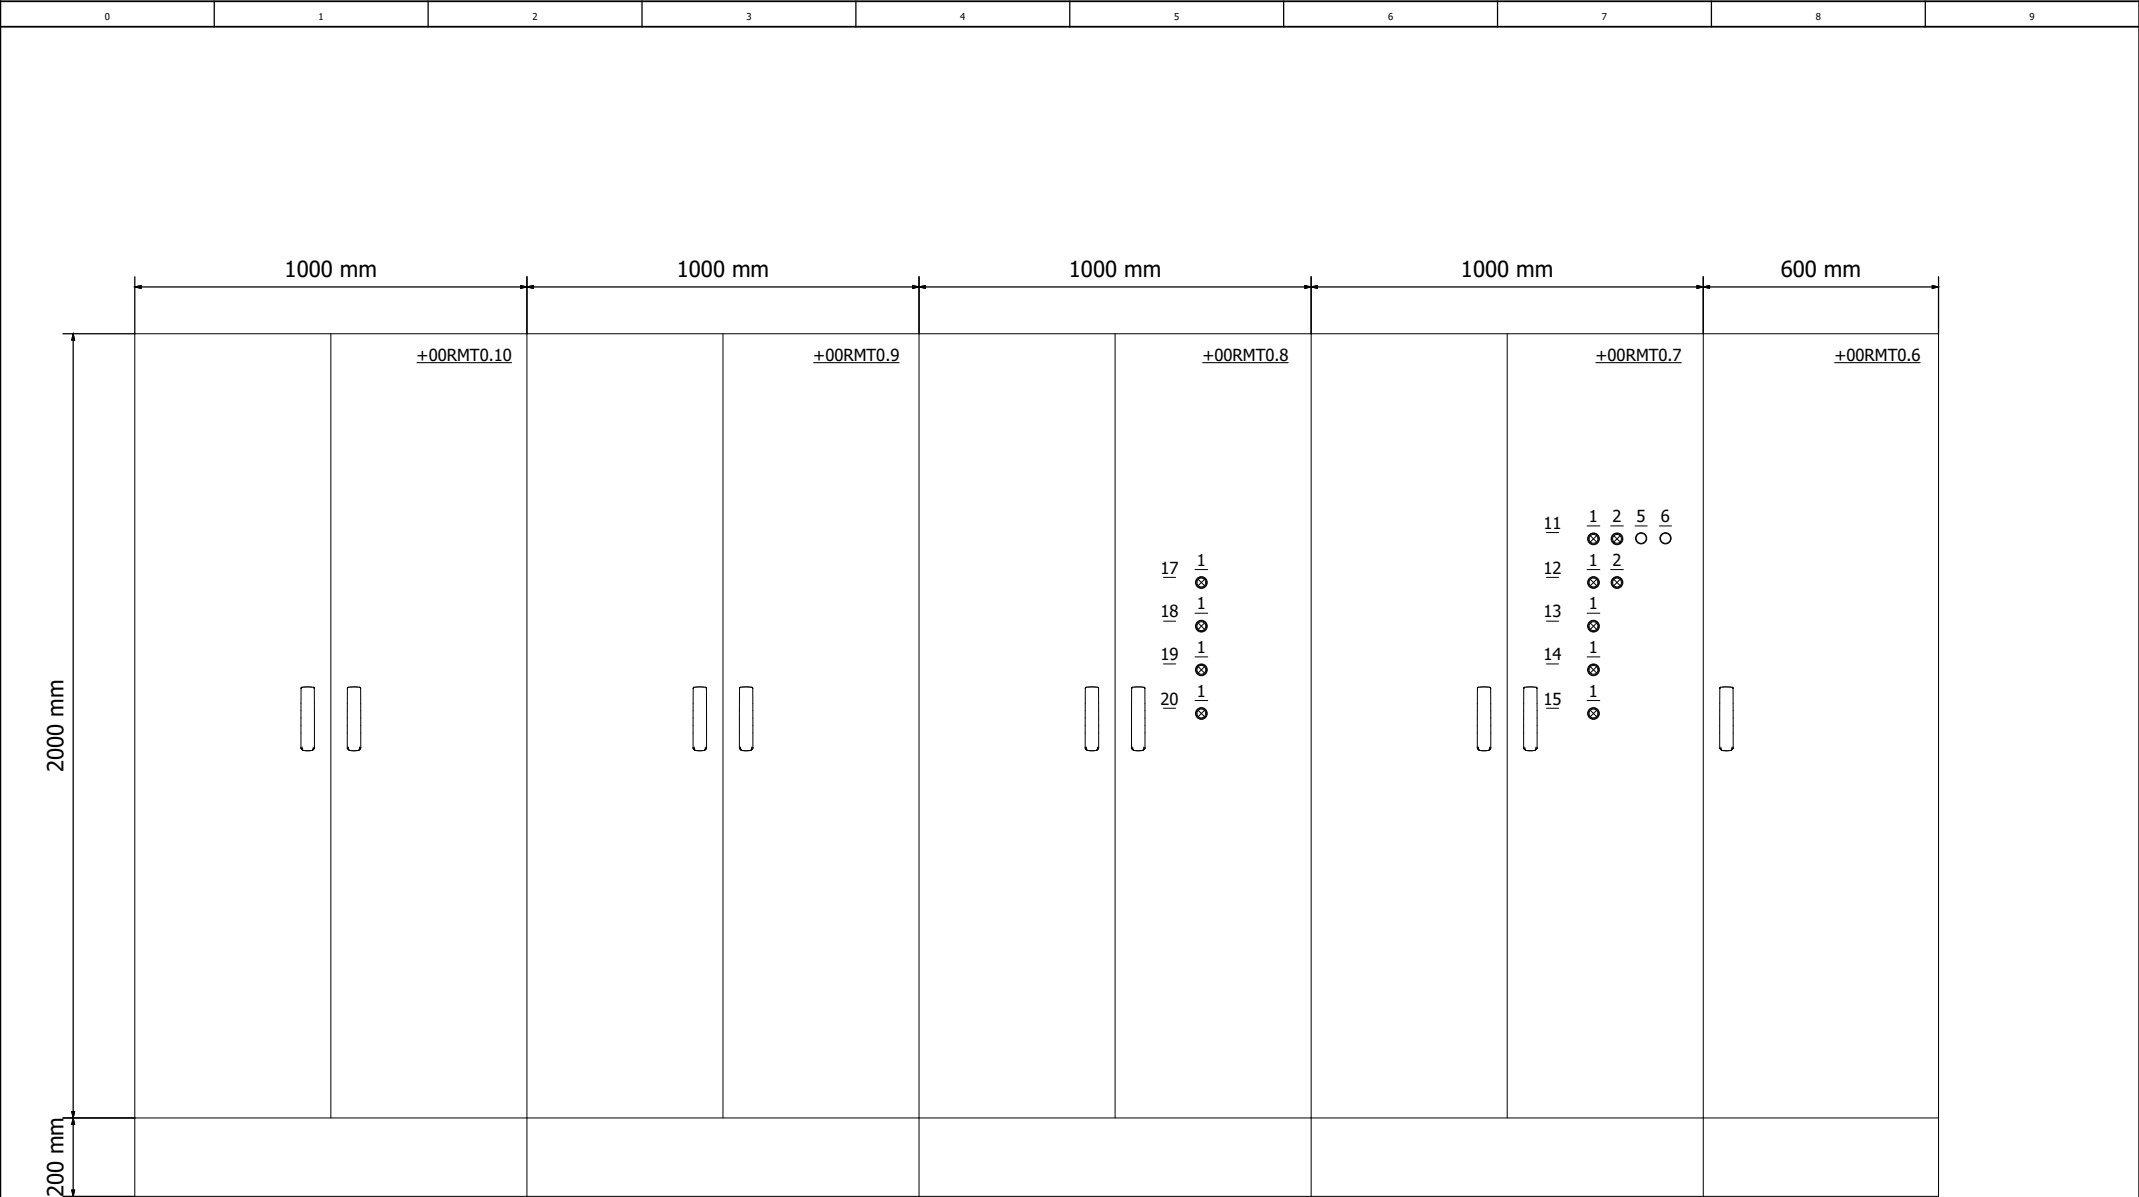 0 1 2 3 4 5 6 7 8 9
1000 mm 1000 mm 1000 mm 1000 mm 600 mm
+00RMT0.10 +00RMT0.9 +00RMT0.8 +00RMT0.7 +00RMT0.6
11 1 2 5 6
17 1 12 1 2
18 1 13 1
19 1 14 1
20 1 15 1
2000 mm
200 mm